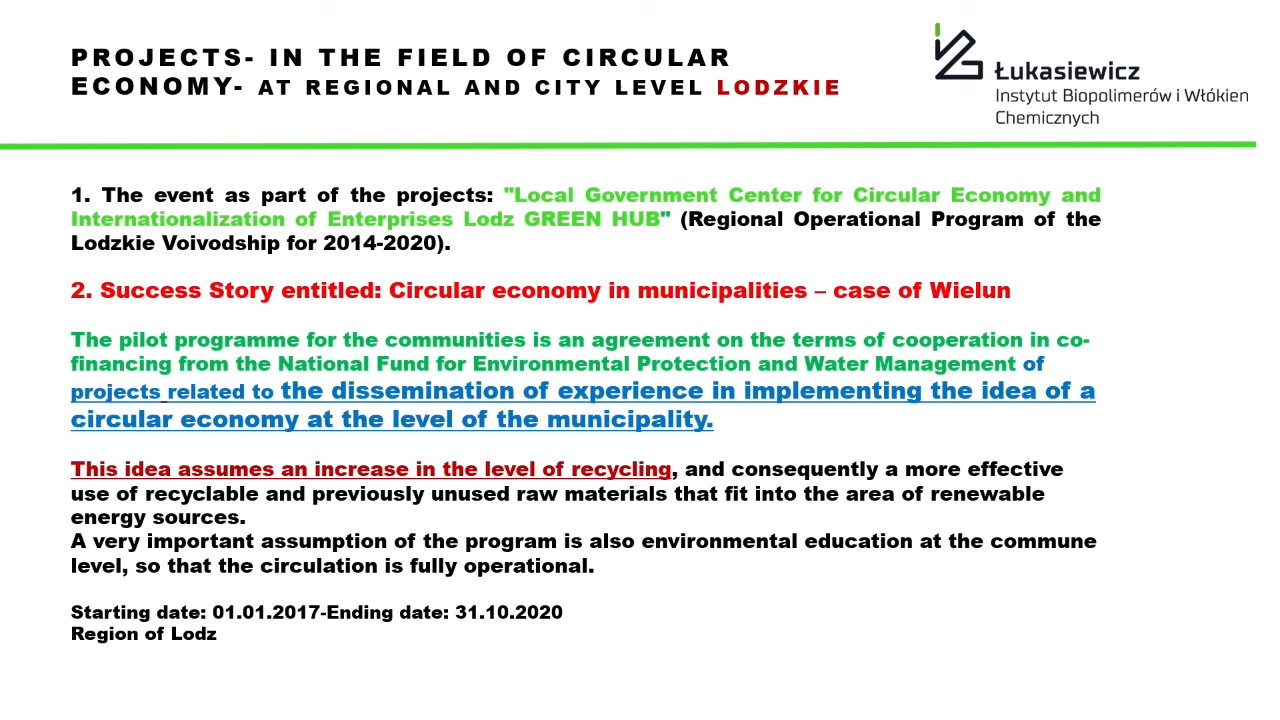 PROJECTS- IN THE FIELD OF CIRCULAR
ECONOMY- AT REGIONAL AND CITY LEVEL LODZKIE
Łukasiewicz
Instytut Biopolimerów i Włókien
Chemicznych
1. The event as part of the projects: "Local Government Center for Circular Economy and
Internationalization of Enterprises Lodz GREEN HUB" (Regional Operational Program of the
Lodzkie Voivodship for 2014-2020).
2. Success Story entitled: Circular economy in municipalities – case of Wielun
The pilot programme for the communities is an agreement on the terms of cooperation in co-
financing from the National Fund for Environmental Protection and Water Management of
projects related to the dissemination of experience in implementing the idea of a
circular economy at the level of the municipality.
This idea assumes an increase in the level of recycling, and consequently a more effective
use of recyclable and previously unused raw materials that fit into the area of renewable
energy sources.
A very important assumption of the program is also environmental education at the commune
level, so that the circulation is fully operational.
Starting date: 01.01.2017-Ending date: 31.10.2020
Region of Lodz